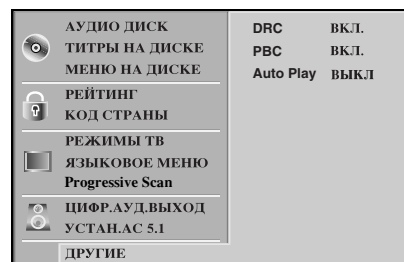 АУДИО ДИСК
ТИТРЫ НА ДИСКЕ
МЕНЮ НА ДИСКЕ
РЕЙТИНГ
КОД СТРАНЫ
РЕЖИМЫ ТВ
ЯЗЫКОВОЕ МЕНЮ
Progressive Scan
ЦИФР.АУД.ВЫХОД
УСТАН.АС 5.1
ДРУГИЕ
DRC ВКЛ.
PBC ВКЛ.
Auto Play ВЫКЛ